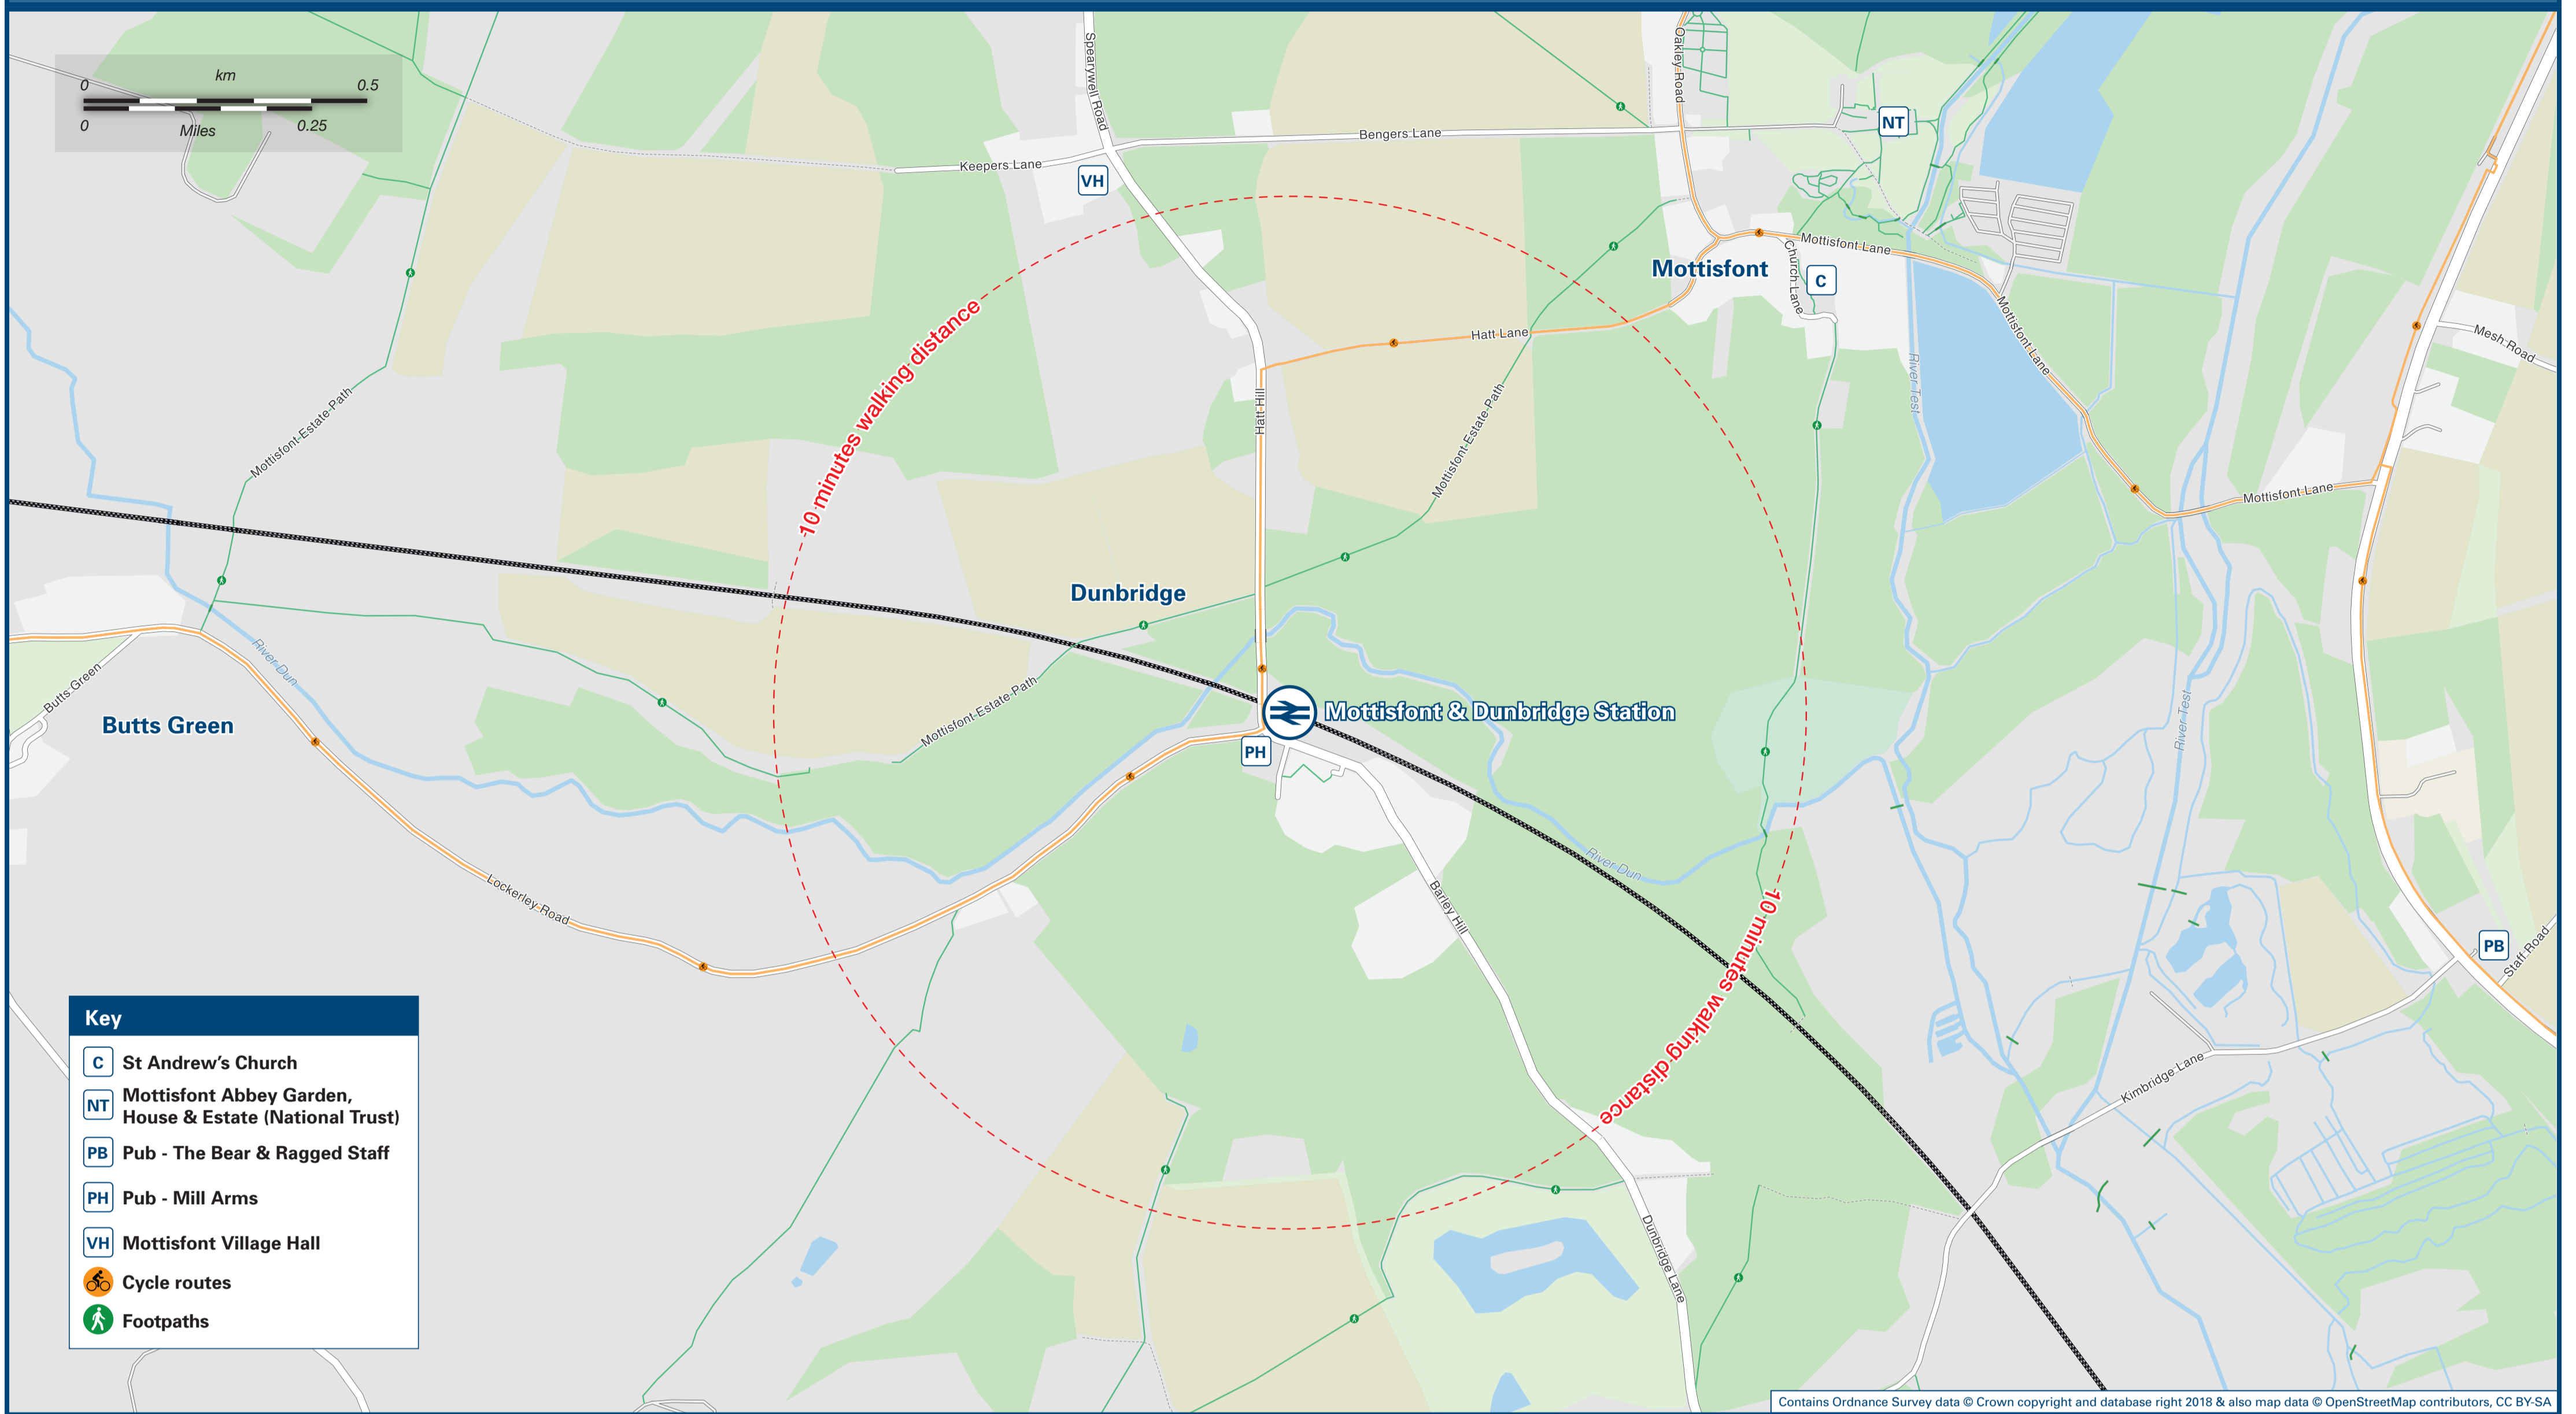 km
0
0.5
0
Miles
0.25
Spearywell Road
Oakley Road
NT
Bengers Lane
Keepers Lane
VH
Mottisfont Lane
Church Lane
Mottisfont
C
10 minutes walking distance
Hatt Lane
Mottisfont Lane
Mesh Road
River Test
Hatt Hill
Mottisfont-Estate-Path
Mottisfont-Estate-Path
Mottisfont Lane
Dunbridge
River Dun
Butts Green
Butts Green
Mottisfont-Estate-Path
Mottisfont & Dunbridge Station
PH
River Test
River Dun
Lockerley Road
Barley Hill
10 minutes walking distance
PB
Staff Road
Kimbridge Lane
Dunbridge Lane
Key
C St Andrew’s Church
NT Mottisfont Abbey Garden,
House & Estate (National Trust)
PB Pub - The Bear & Ragged Staff
PH Pub - Mill Arms
VH Mottisfont Village Hall
Cycle routes
Footpaths
Contains Ordnance Survey data © Crown copyright and database right 2018 & also map data © OpenStreetMap contributors, CC BY-SA